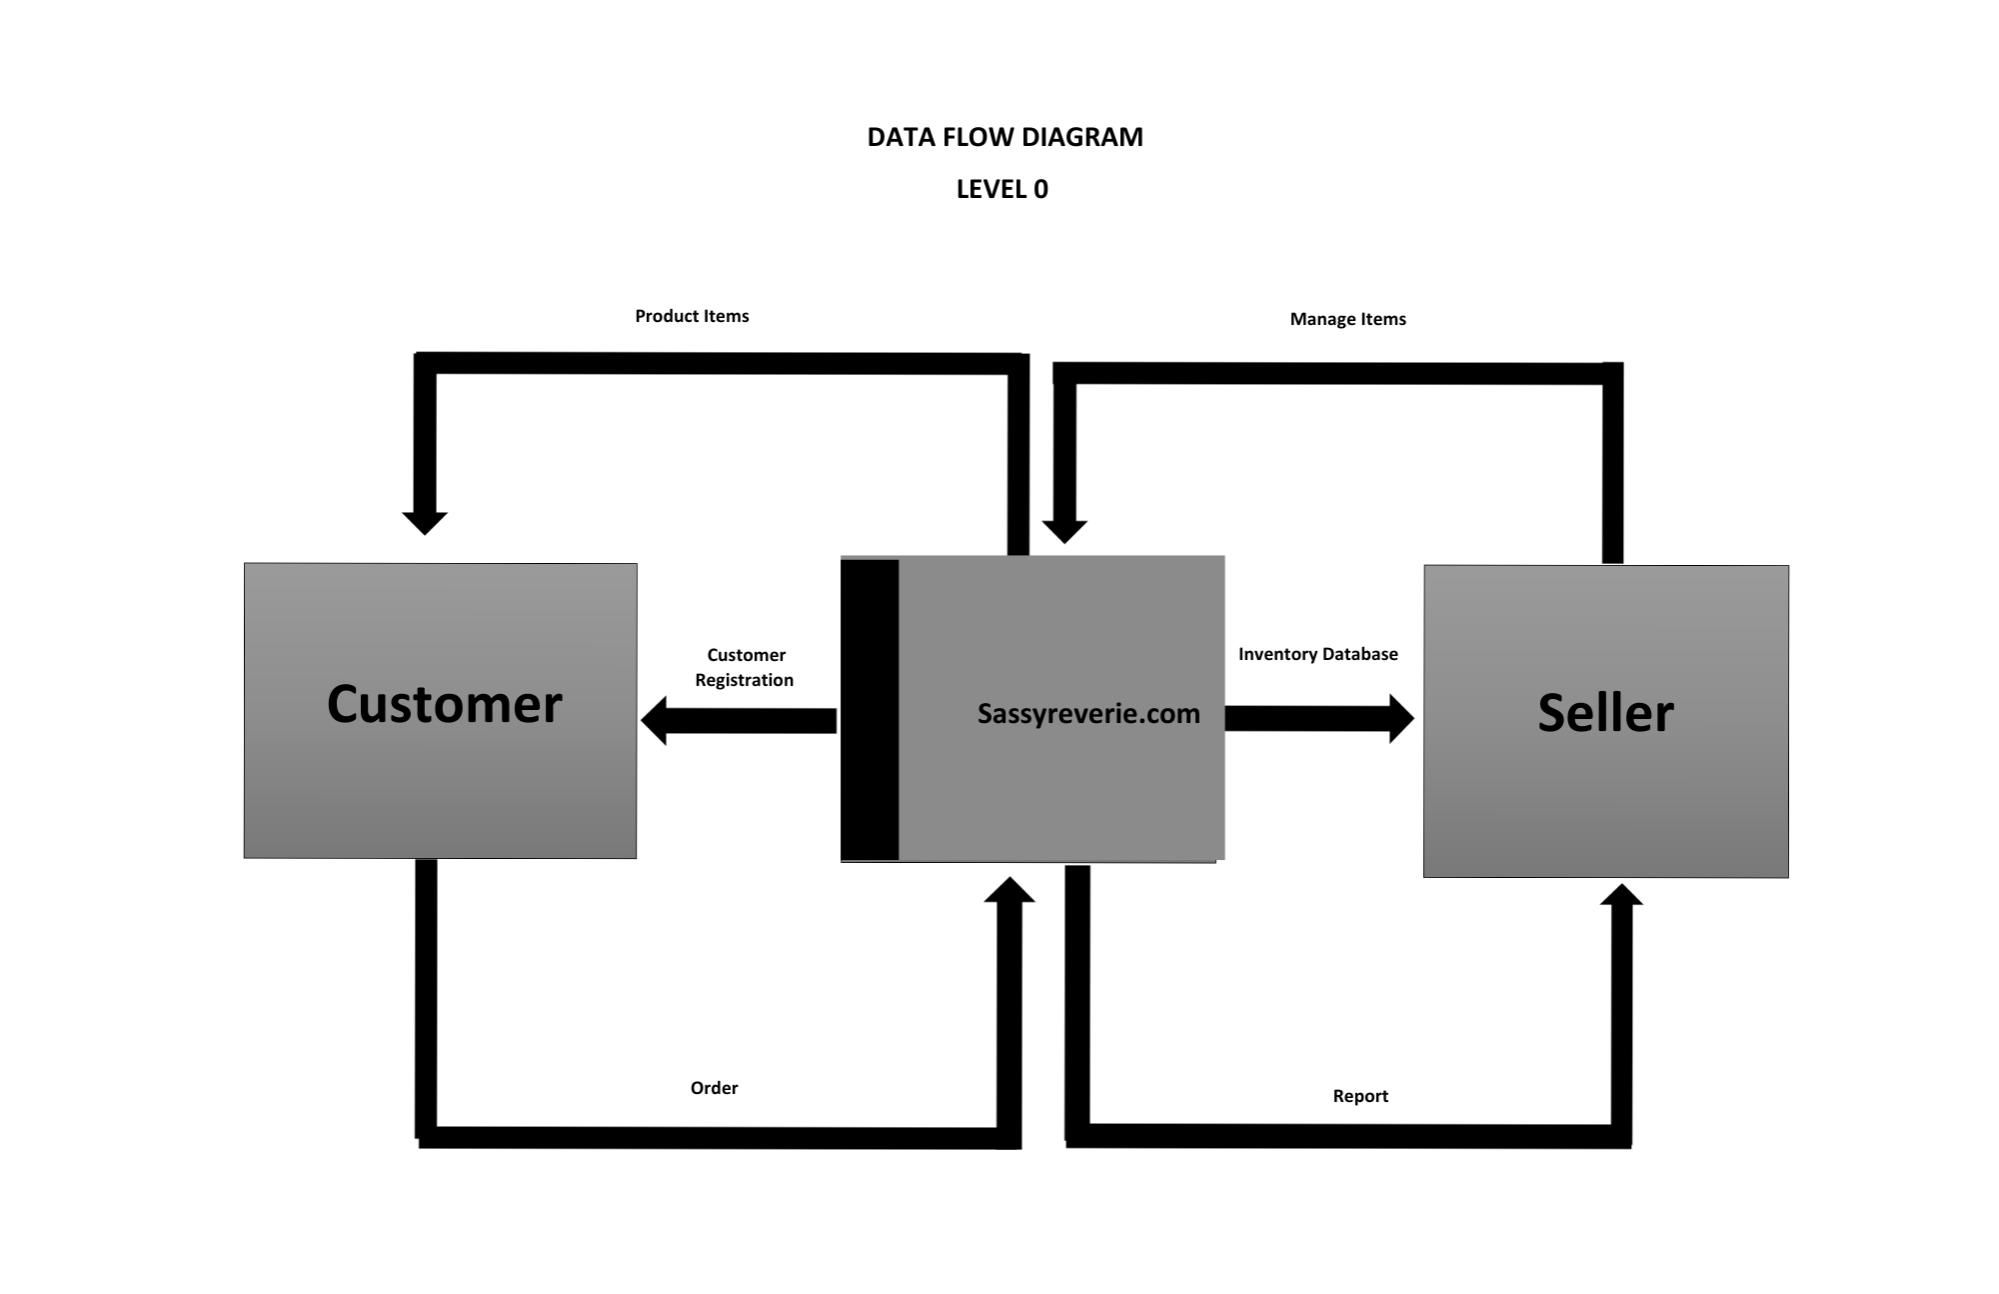 DATA FLOW DIAGRAM
LEVEL 0
Product Items
Manage Items
Customer
Registration
Inventory Database
Customer
Sassyreverie.com
Seller
Order
Report